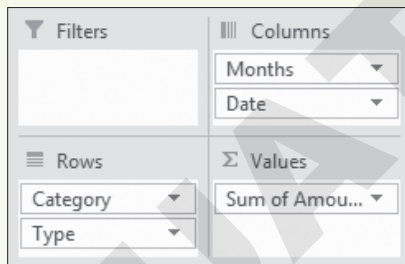 Filters
Columns
Months
Date
Rows
Σ Values
Category
Sum of Amou...
Type